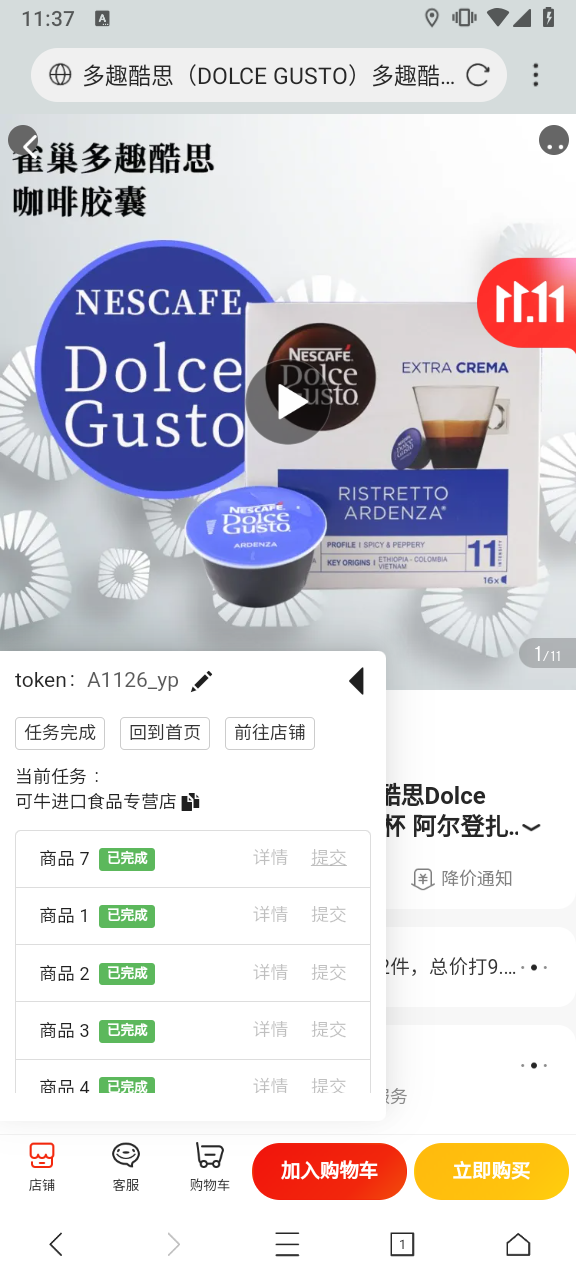 11:37
A
多趣酷思（DOLCE GUSTO）多趣酷...
雀巢多趣酷思
咖啡胶囊
11.11
NESCAFE
Dolce
Gusto
NESCAFÉ.
Dolce
Gusto.
EXTRA CREMA
RISTRETTO
ARDENZA
PROFILE | SPICY & PEPPERY
KEY ORIGINS | ETHIOPIA - COLOMBIA
VIETNAM
11
INTENSITY
16x
NESCAFÉ.
Dolce
Gusto
ARDENZA
1/11
token： A1126_yp
任务完成 回到首页 前往店铺
当前任务：
可牛进口食品专营店
商品 7 已完成 详情 提交
商品 1 已完成 详情 提交
商品 2 已完成 详情 提交
商品 3 已完成 详情 提交
商品 4 已完成 详情 提交
酷思Dolce
杯 阿尔登扎..
降价通知
2件，总价打9....
服务
店铺 客服 购物车 加入购物车 立即购买
1